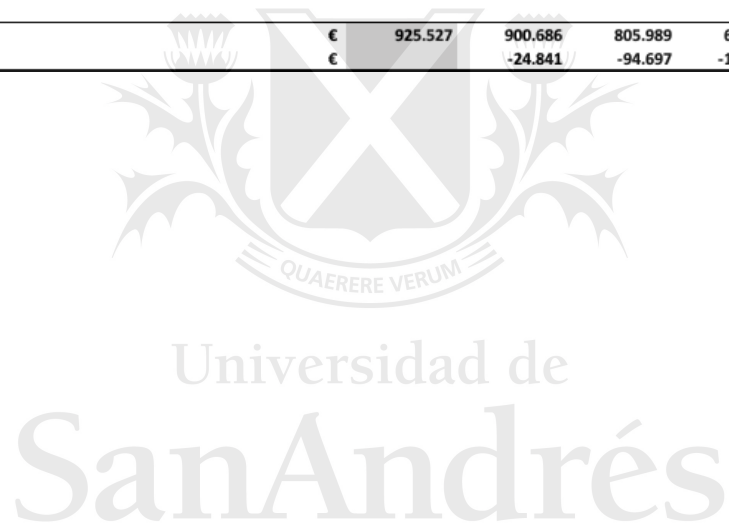 € 925.527 900.686 805.989
€ -24.841 -94.697
QUAERERE VERUM
Universidad de
SanAndrés